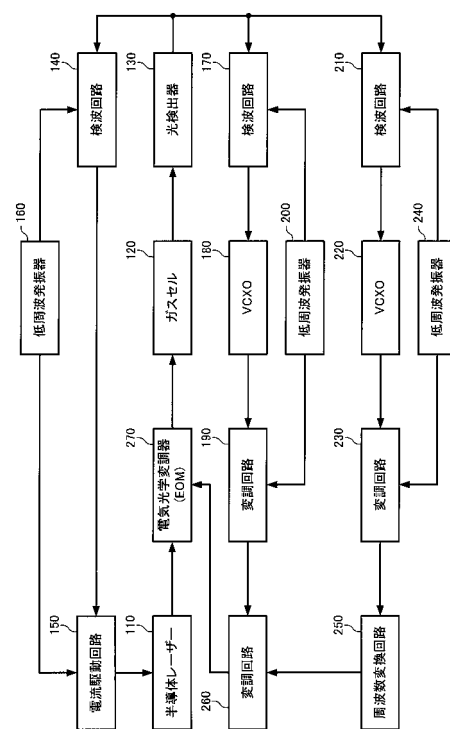 160
低周波発振器
140
検波回路
150
電流駆動回路
110
半導体レーザー
270
電気光学変調器
(EOM)
120
ガスセル
130
光検出器
260
変調回路
190
変調回路
180
VCXO
170
検波回路
200
低周波発振器
250
周波数変換回路
230
変調回路
220
VCXO
210
検波回路
240
低周波発振器